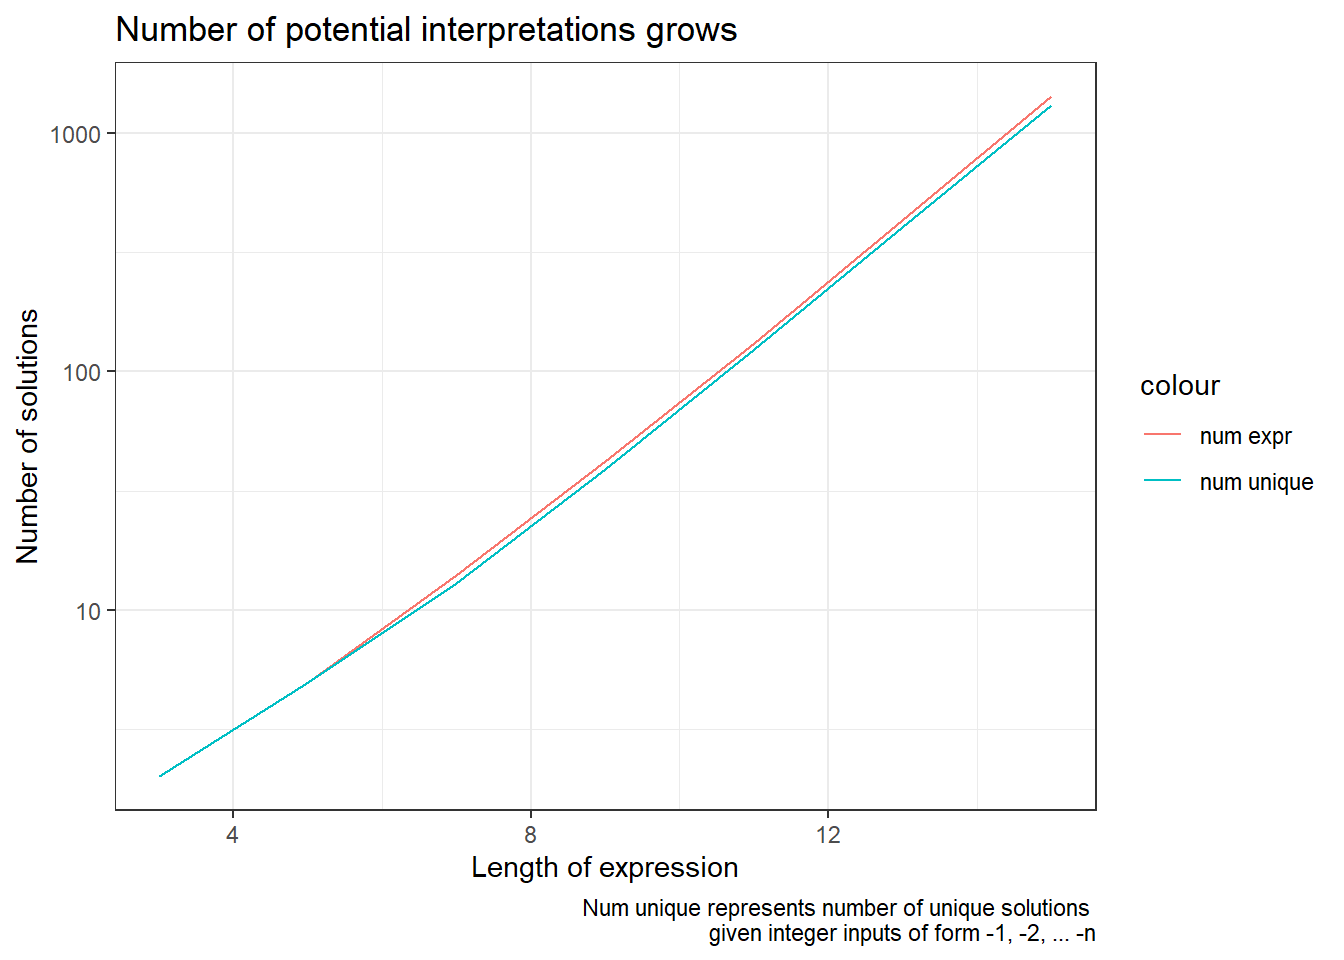 Number of potential interpretations grows
Number of solutions
1000
100
10
4
8
12
Length of expression
colour
num expr
num unique
Num unique represents number of unique solutions
given integer inputs of form -1, -2, ... -n